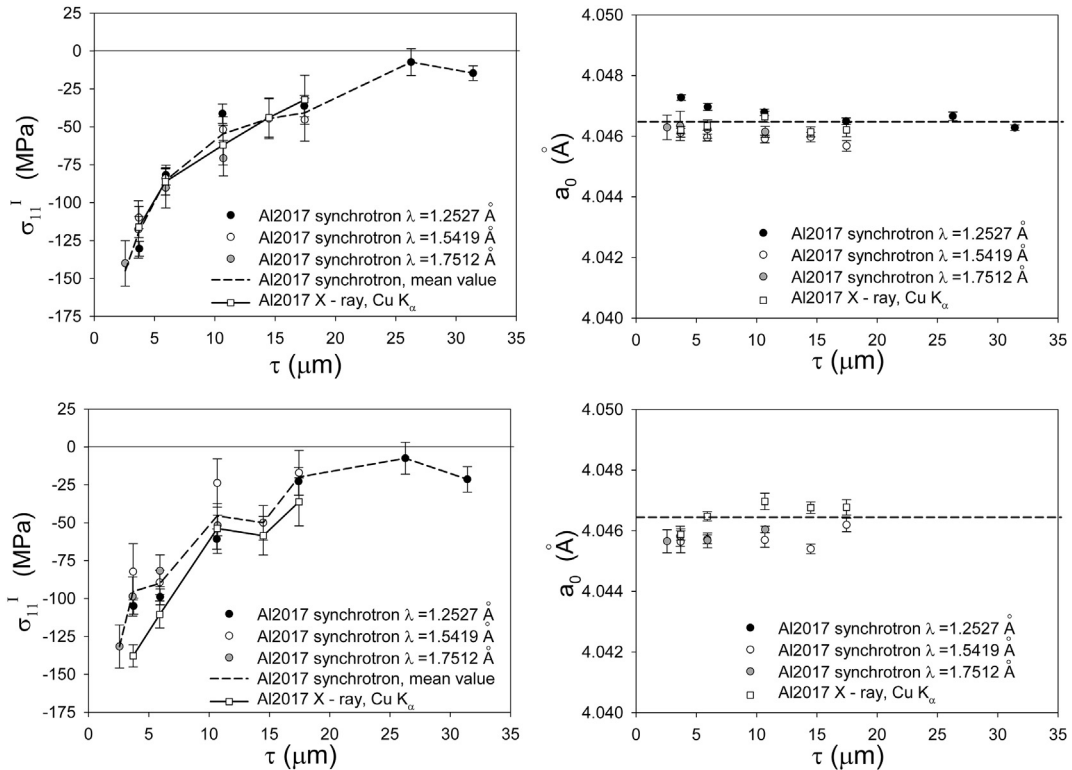 25
0
-25
-50
-75
-100
-125
-150
-175
σ₁₁ᴵ (MPa)
Al2017 synchrotron λ =1.2527 Å
Al2017 synchrotron λ =1.5419 Å
Al2017 synchrotron λ =1.7512 Å
Al2017 synchrotron, mean value
Al2017 X - ray, Cu Kα
0 5 10 15 20 25 30 35
τ (μm)
4.050
4.048
4.046
4.044
4.042
4.040
a₀ (Å)
Al2017 synchrotron λ =1.2527 Å
Al2017 synchrotron λ =1.5419 Å
Al2017 synchrotron λ =1.7512 Å
Al2017 X - ray, Cu Kα
0 5 10 15 20 25 30 35
τ (μm)
25
0
-25
-50
-75
-100
-125
-150
-175
σ₁₁ᴵ (MPa)
Al2017 synchrotron λ =1.2527 Å
Al2017 synchrotron λ =1.5419 Å
Al2017 synchrotron λ =1.7512 Å
Al2017 synchrotron, mean value
Al2017 X - ray, Cu Kα
0 5 10 15 20 25 30 35
τ (μm)
4.050
4.048
4.046
4.044
4.042
4.040
a₀ (Å)
Al2017 synchrotron λ =1.2527 Å
Al2017 synchrotron λ =1.5419 Å
Al2017 synchrotron λ =1.7512 Å
Al2017 X - ray, Cu Kα
0 5 10 15 20 25 30 35
τ (μm)